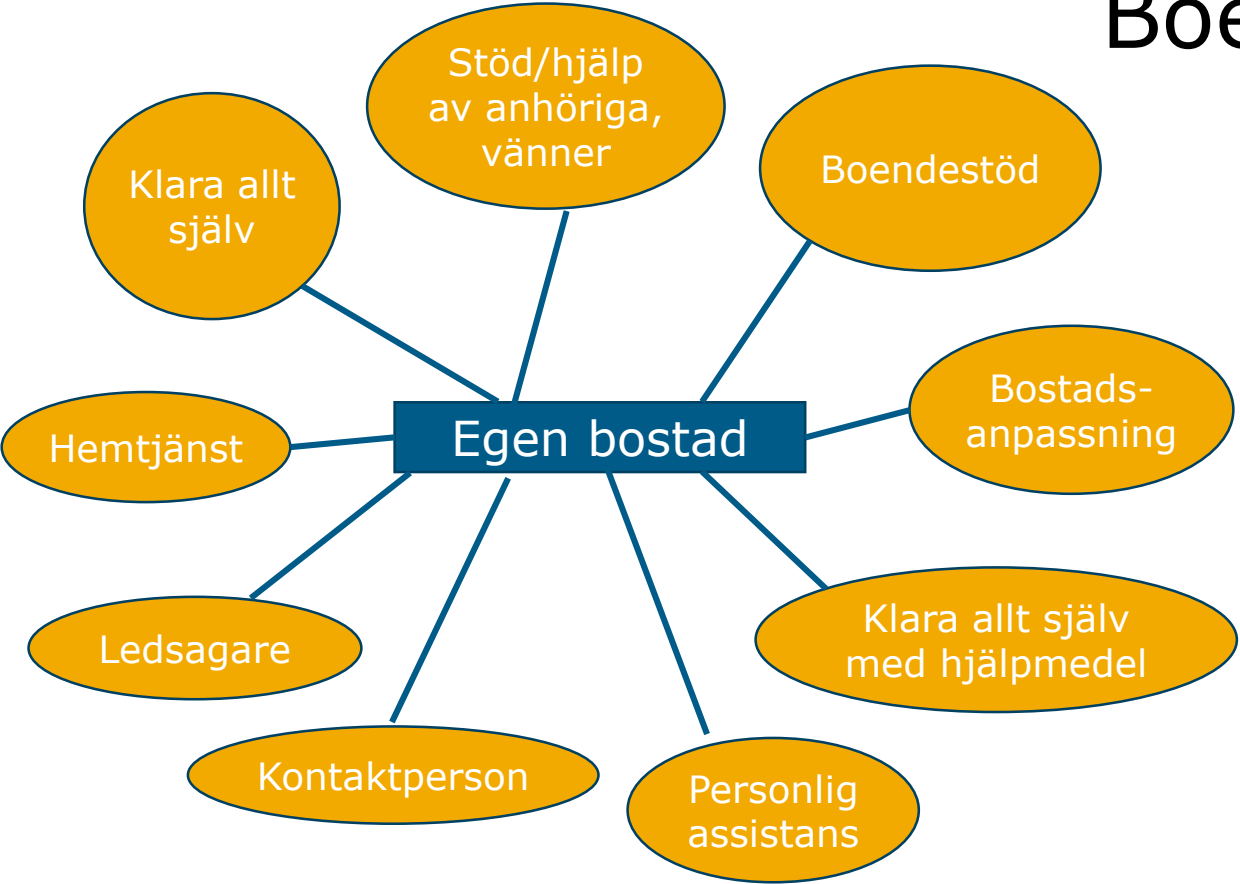 Boe
Stöd/hjälp
av anhöriga,
vänner
Boendestöd
Klara allt
själv
Bostads-
anpassning
Egen bostad
Hemtjänst
Klara allt själv
med hjälpmedel
Ledsagare
Kontaktperson
Personlig
assistans